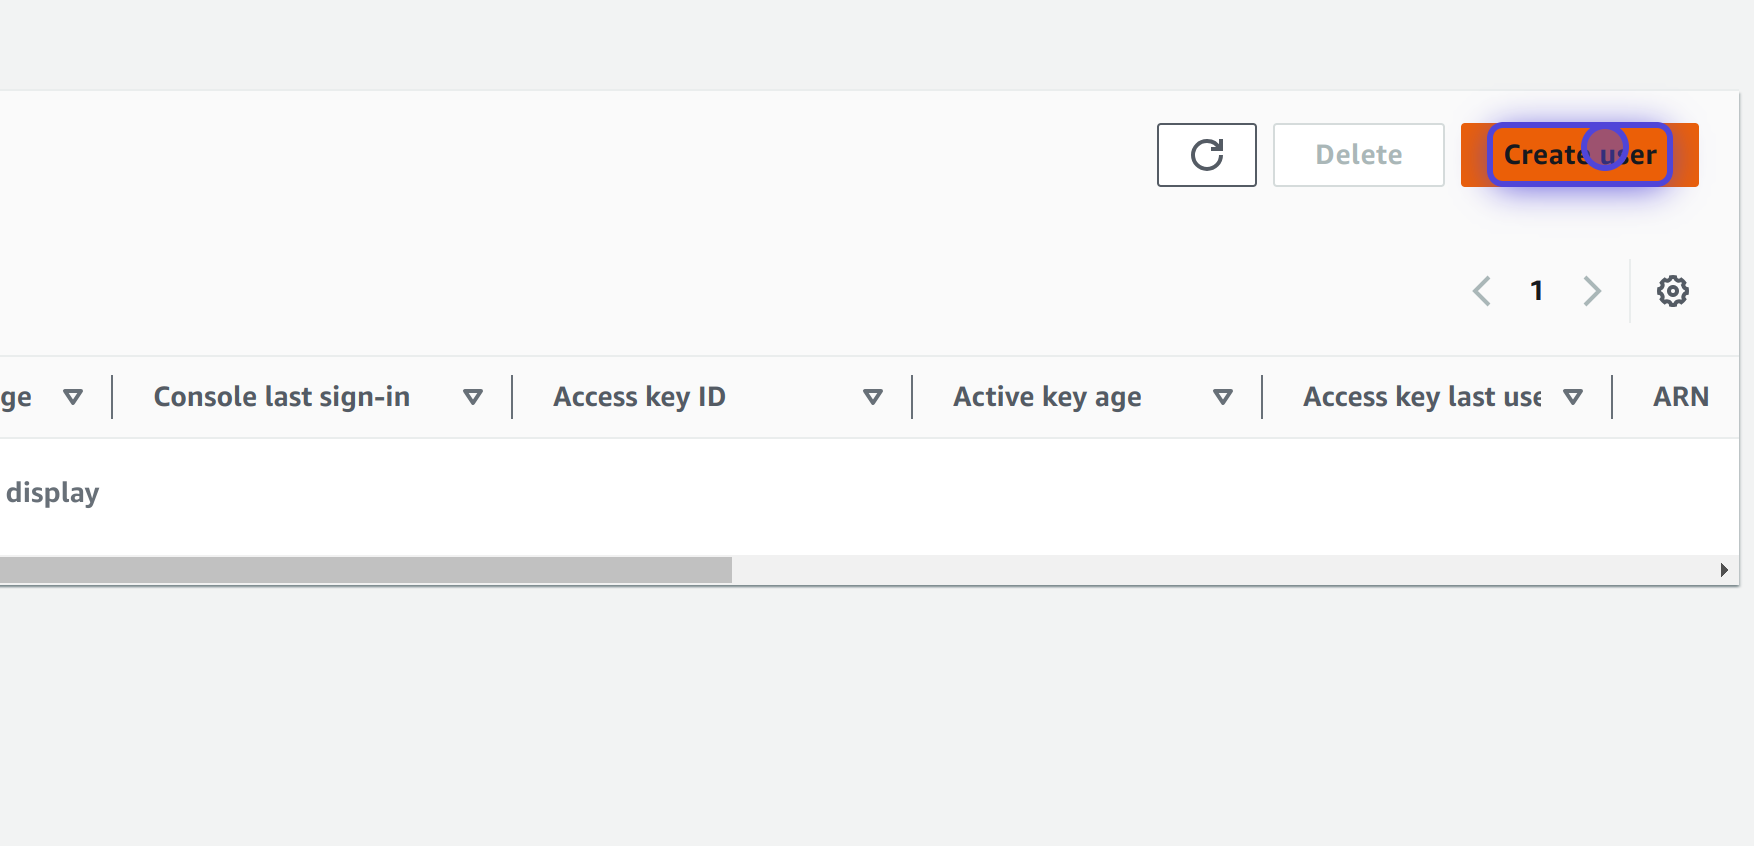 Delete
Create user
1
ge
Console last sign-in
Access key ID
Active key age
Access key last use
ARN
display